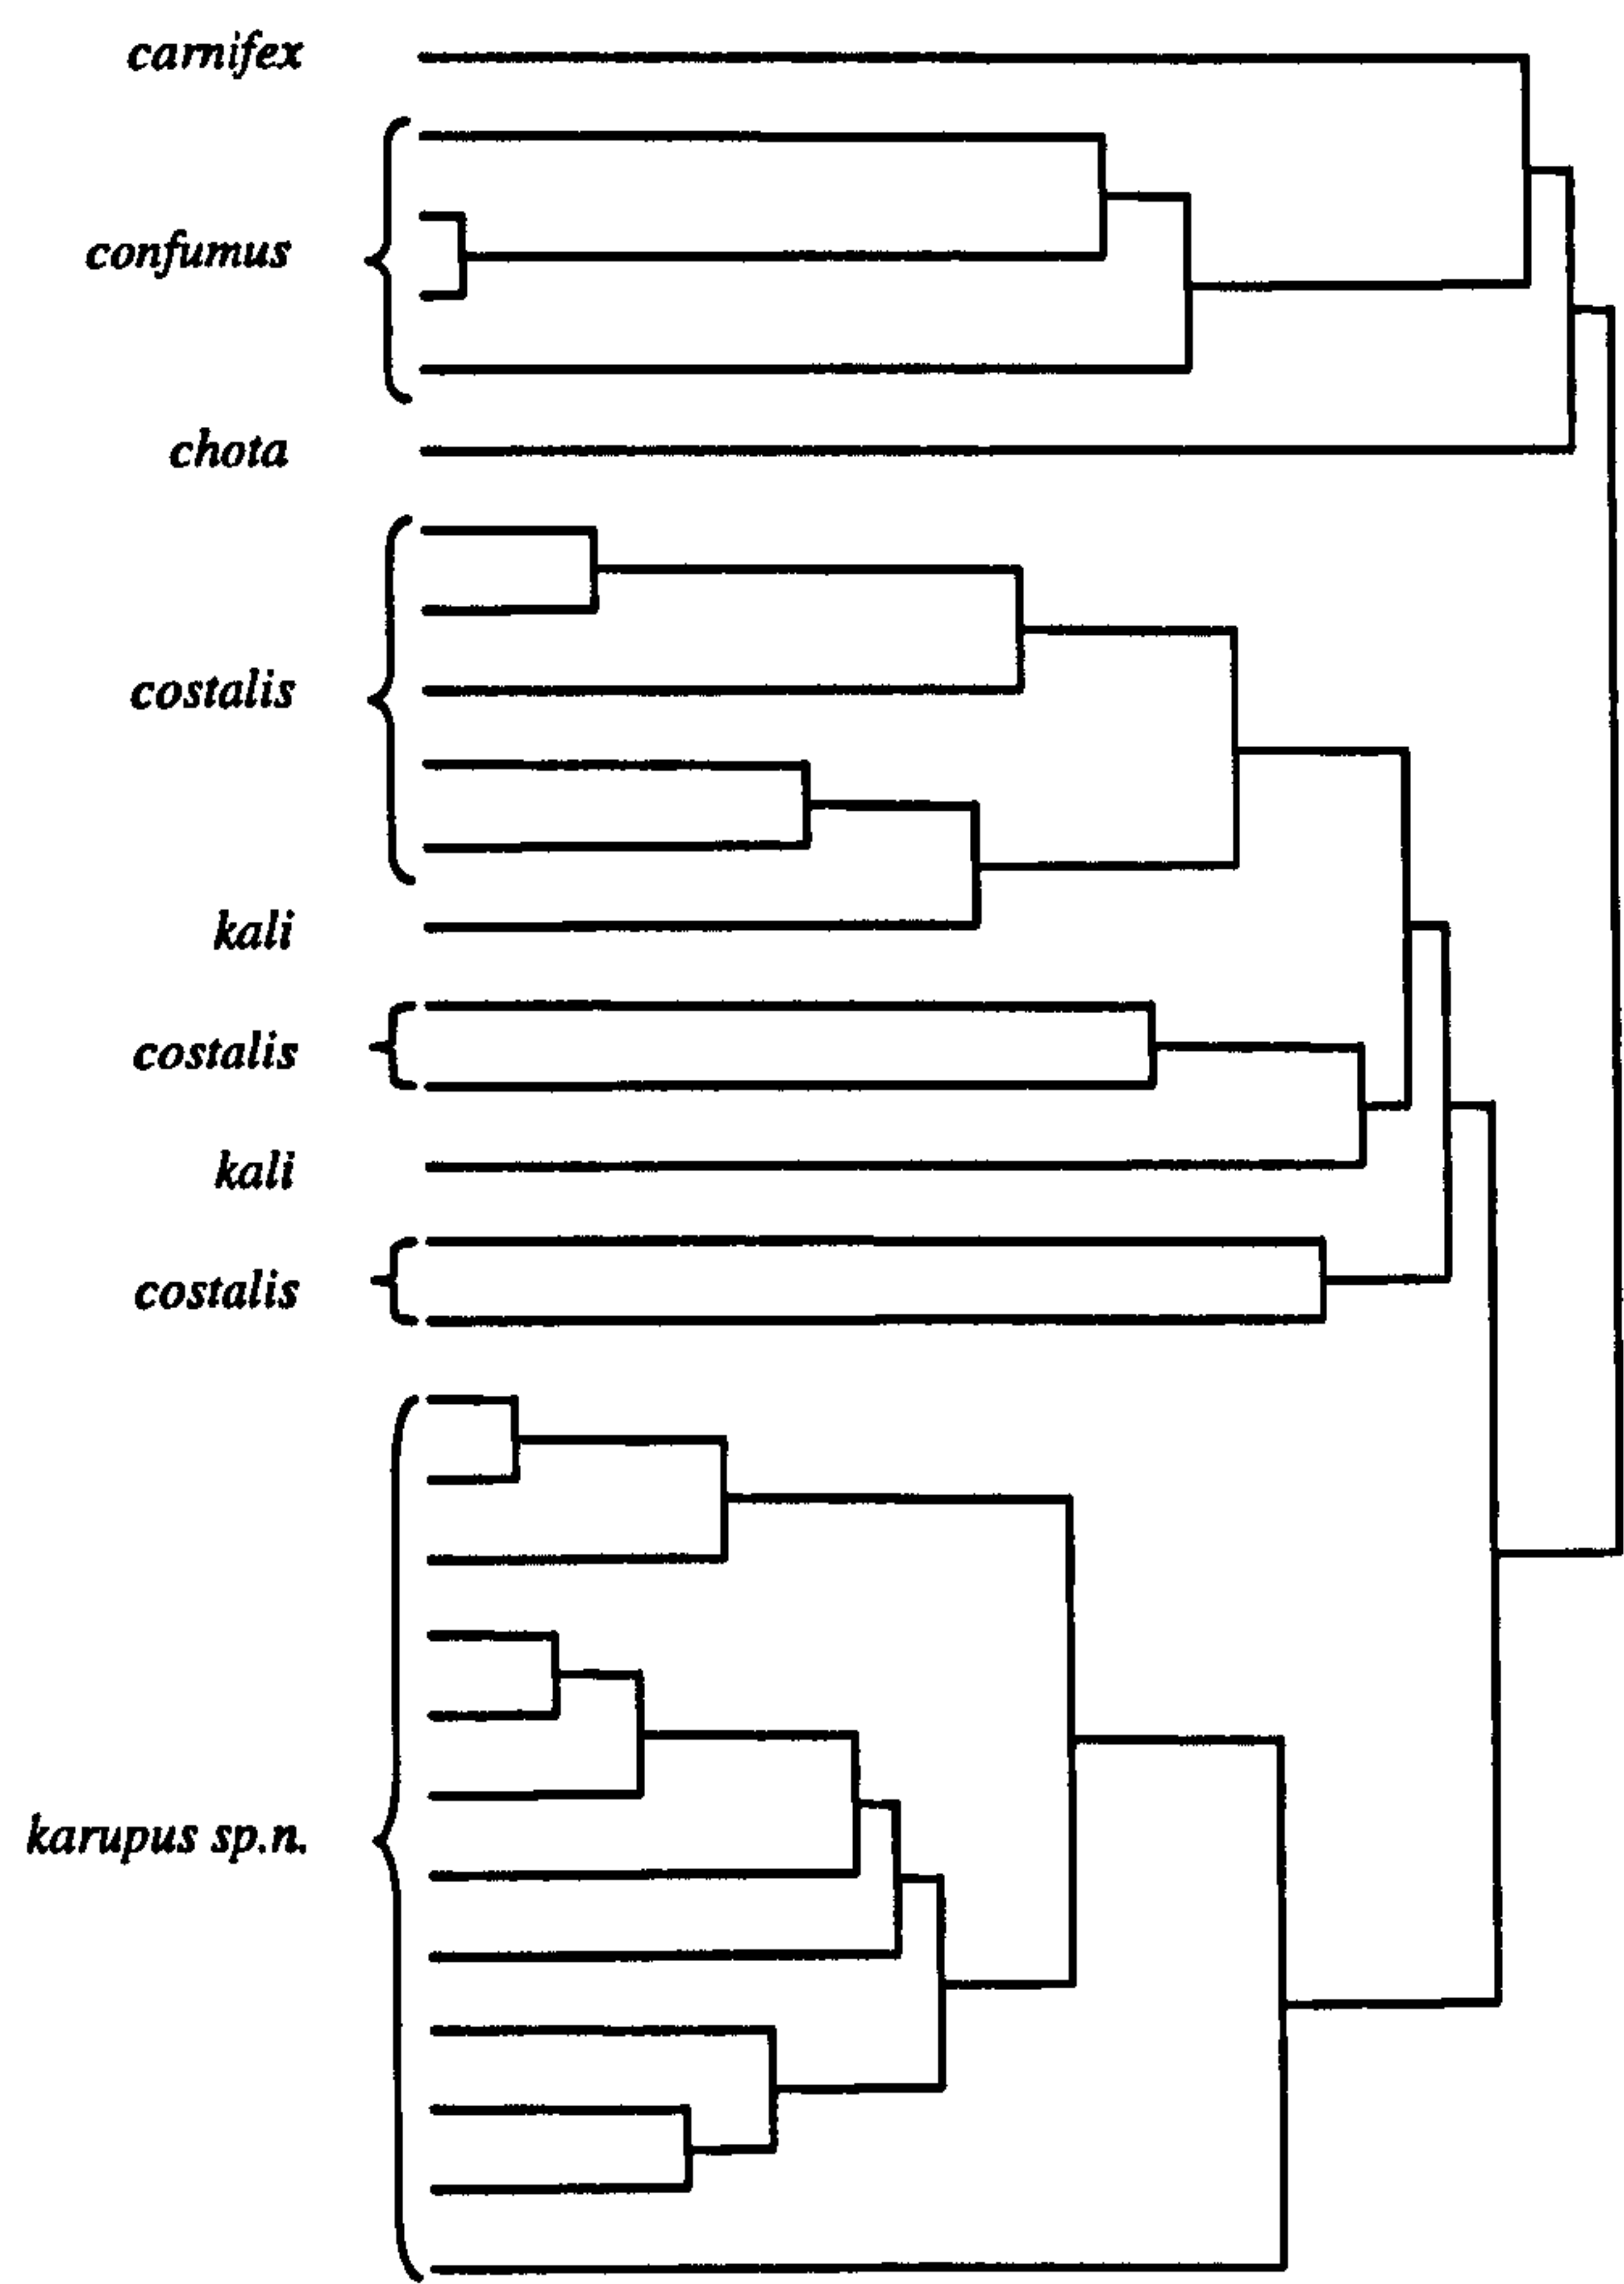 carnifex
confumus
chota
costalis
kali
costalis
kali
costalis
karupus sp.n.